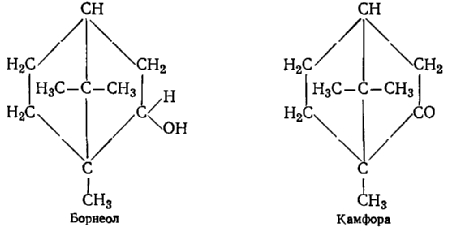 CH CH
H₂C CH₂ H₂C CH₂
H₃C–C–CH₃ H₃C–C–CH₃
H
H₂C C H₂C CO
OH
C C
CH₃ CH₃
Борнеол Камфора